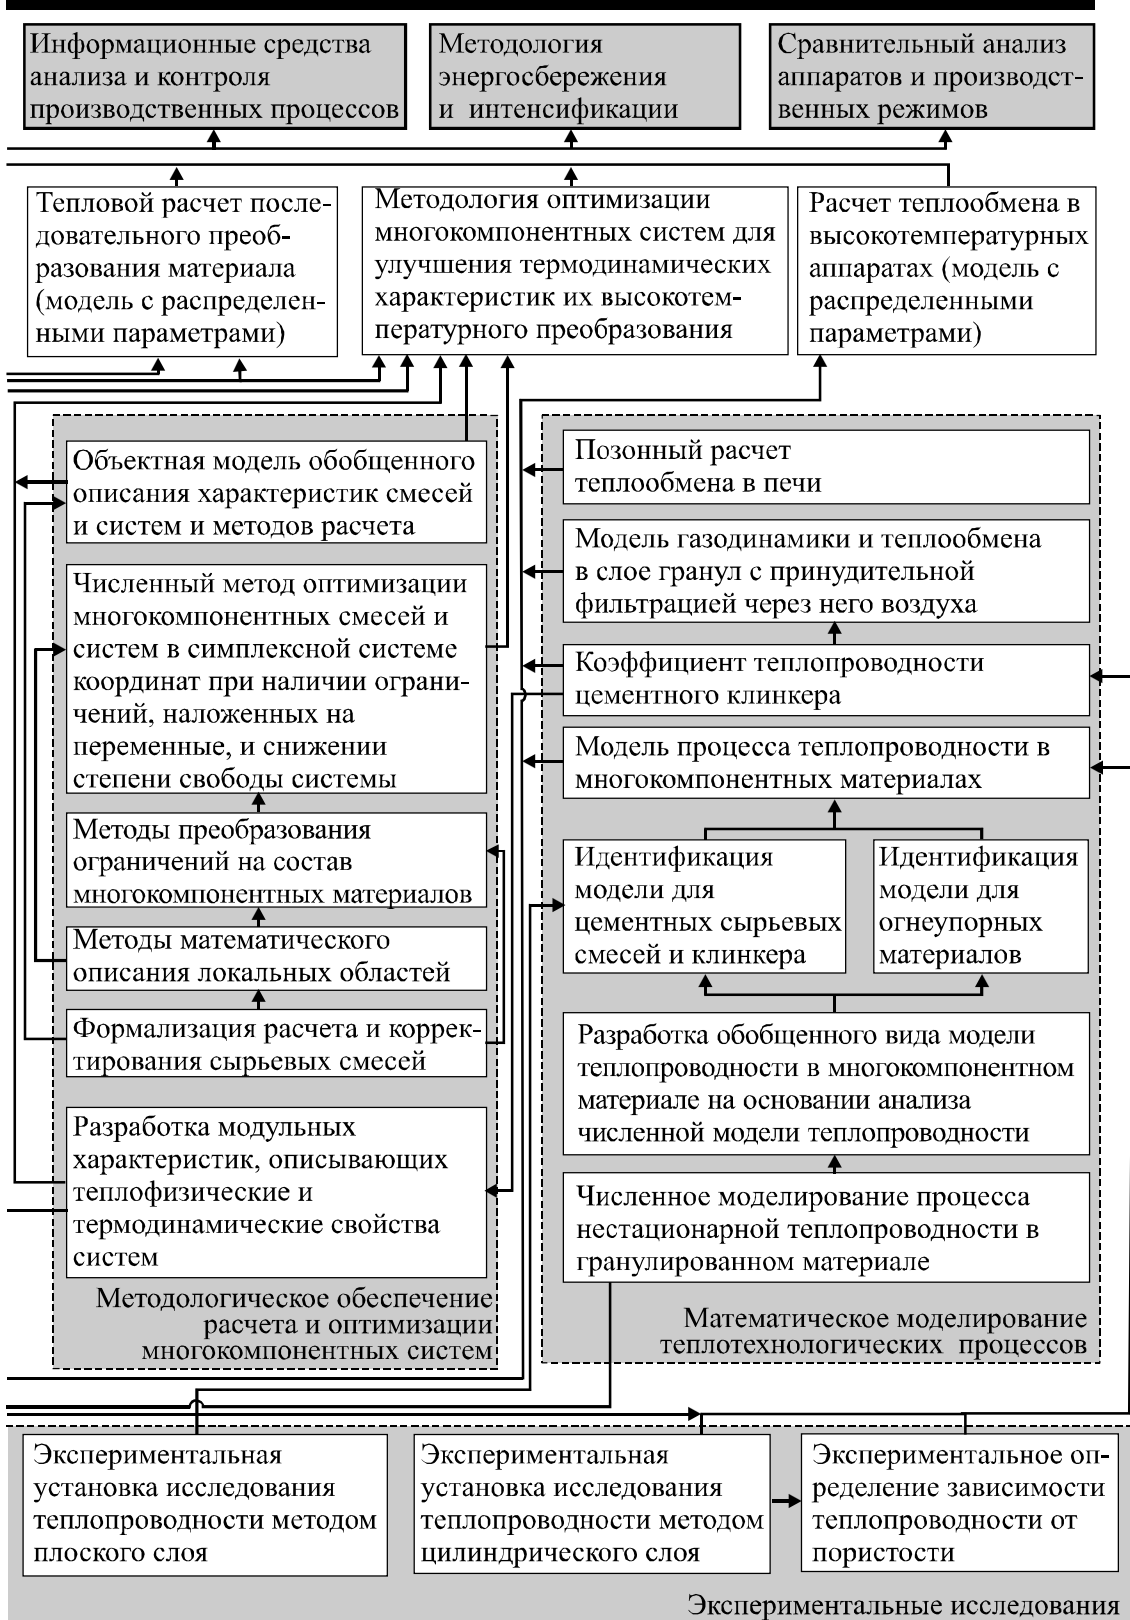 Информационные средства
анализа и контроля
производственных процессов
Методология
энергосбережения
и интенсификации
Сравнительный анализ
аппаратов и производст-
венных режимов
Тепловой расчет после-
довательного преоб-
разования материала
(модель с распределен-
ными параметрами)
Методология оптимизации
многокомпонентных систем для
улучшения термодинамических
характеристик их высокотем-
пературного преобразования
Расчет теплообмена в
высокотемпературных
аппаратах (модель с
распределенными
параметрами)
Объектная модель обобщенного
описания характеристик смесей
и систем и методов расчета
Численный метод оптимизации
многокомпонентных смесей и
систем в симплексной системе
координат при наличии ограни-
чений, наложенных на
переменные, и снижении
степени свободы системы
Методы преобразования
ограничений на состав
многокомпонентных материалов
Методы математического
описания локальных областей
Формализация расчета и коррек-
тирования сырьевых смесей
Разработка модульных
характеристик, описывающих
теплофизические и
термодинамические свойства
систем
Методологическое обеспечение
расчета и оптимизации
многокомпонентных систем
Позонный расчет
теплообмена в печи
Модель газодинамики и теплообмена
в слое гранул с принудительной
фильтрацией через него воздуха
Коэффициент теплопроводности
цементного клинкера
Модель процесса теплопроводности в
многокомпонентных материалах
Идентификация
модели для
цементных сырьевых
смесей и клинкера
Идентификация
модели для
огнеупорных
материалов
Разработка обобщенного вида модели
теплопроводности в многокомпонентном
материале на основании анализа
численной модели теплопроводности
Численное моделирование процесса
нестационарной теплопроводности в
гранулированном материале
Математическое моделирование
теплотехнологических процессов
Экспериментальная
установка исследования
теплопроводности методом
плоского слоя
Экспериментальная
установка исследования
теплопроводности методом
цилиндрического слоя
Экспериментальное оп-
ределение зависимости
теплопроводности от
пористости
Экспериментальные исследования